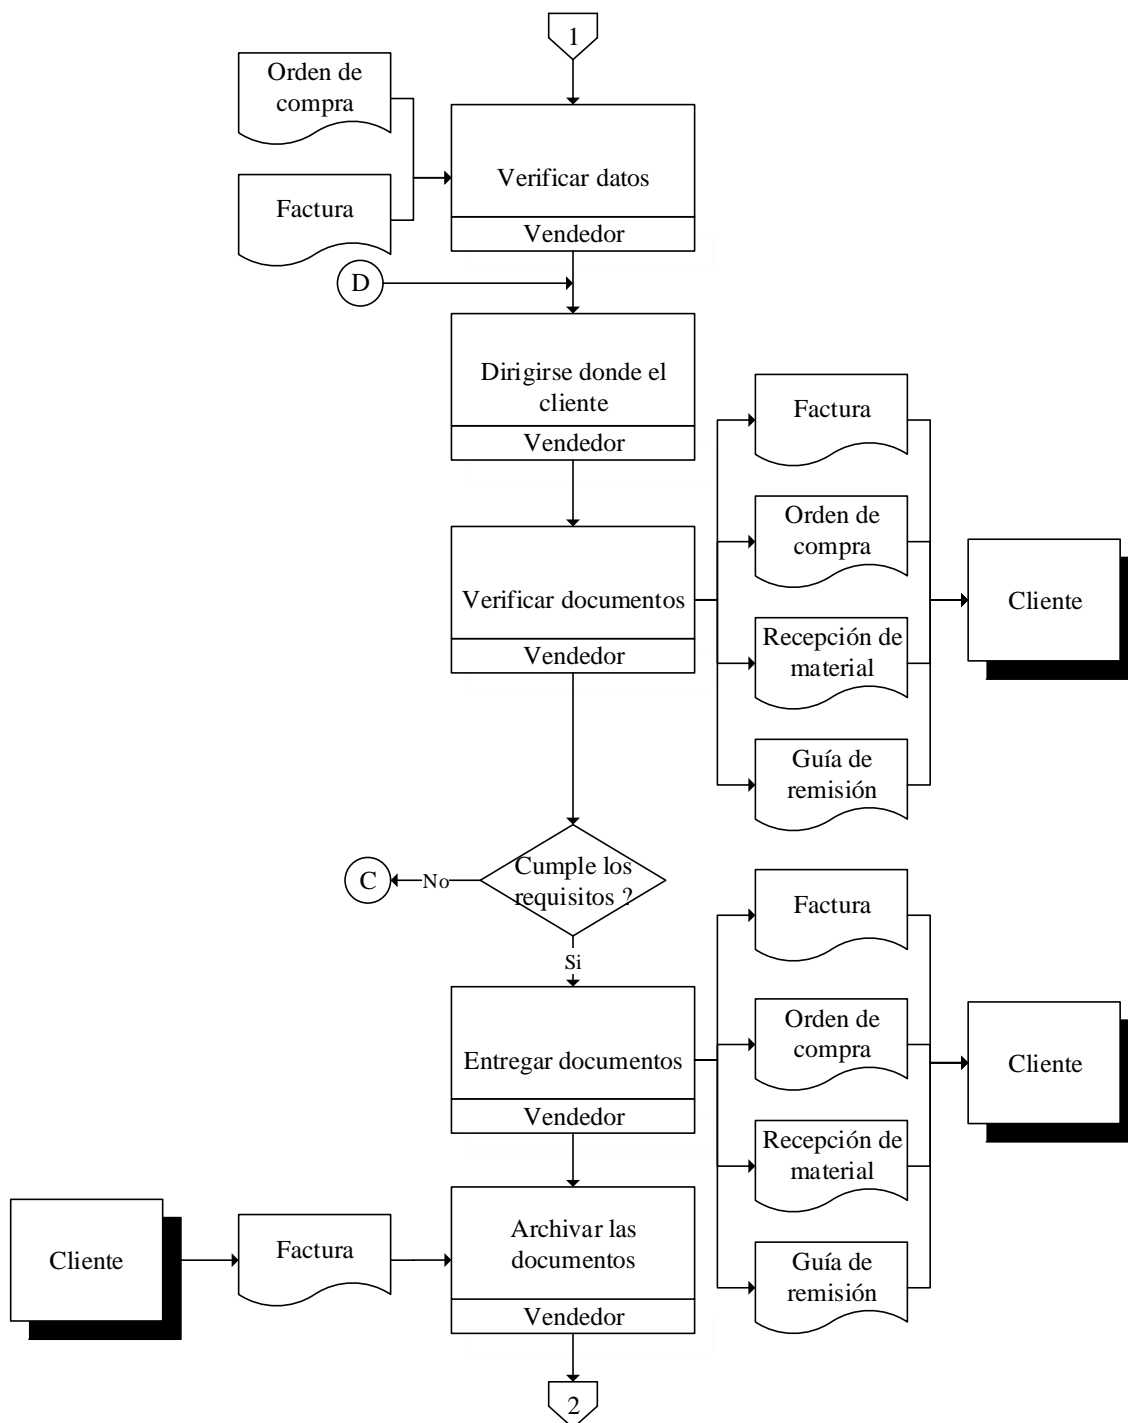 1
Orden de
compra
Verificar datos
Factura
Vendedor
D
Dirigirse donde el
cliente
Vendedor
Factura
Orden de
compra
Verificar documentos
Cliente
Recepción de
material
Vendedor
Guía de
remisión
Cumple los
requisitos ?
No
C
Si
Factura
Orden de
compra
Entregar documentos
Cliente
Vendedor
Recepción de
material
Archivar las
documentos
Cliente
Factura
Guía de
remisión
Vendedor
2